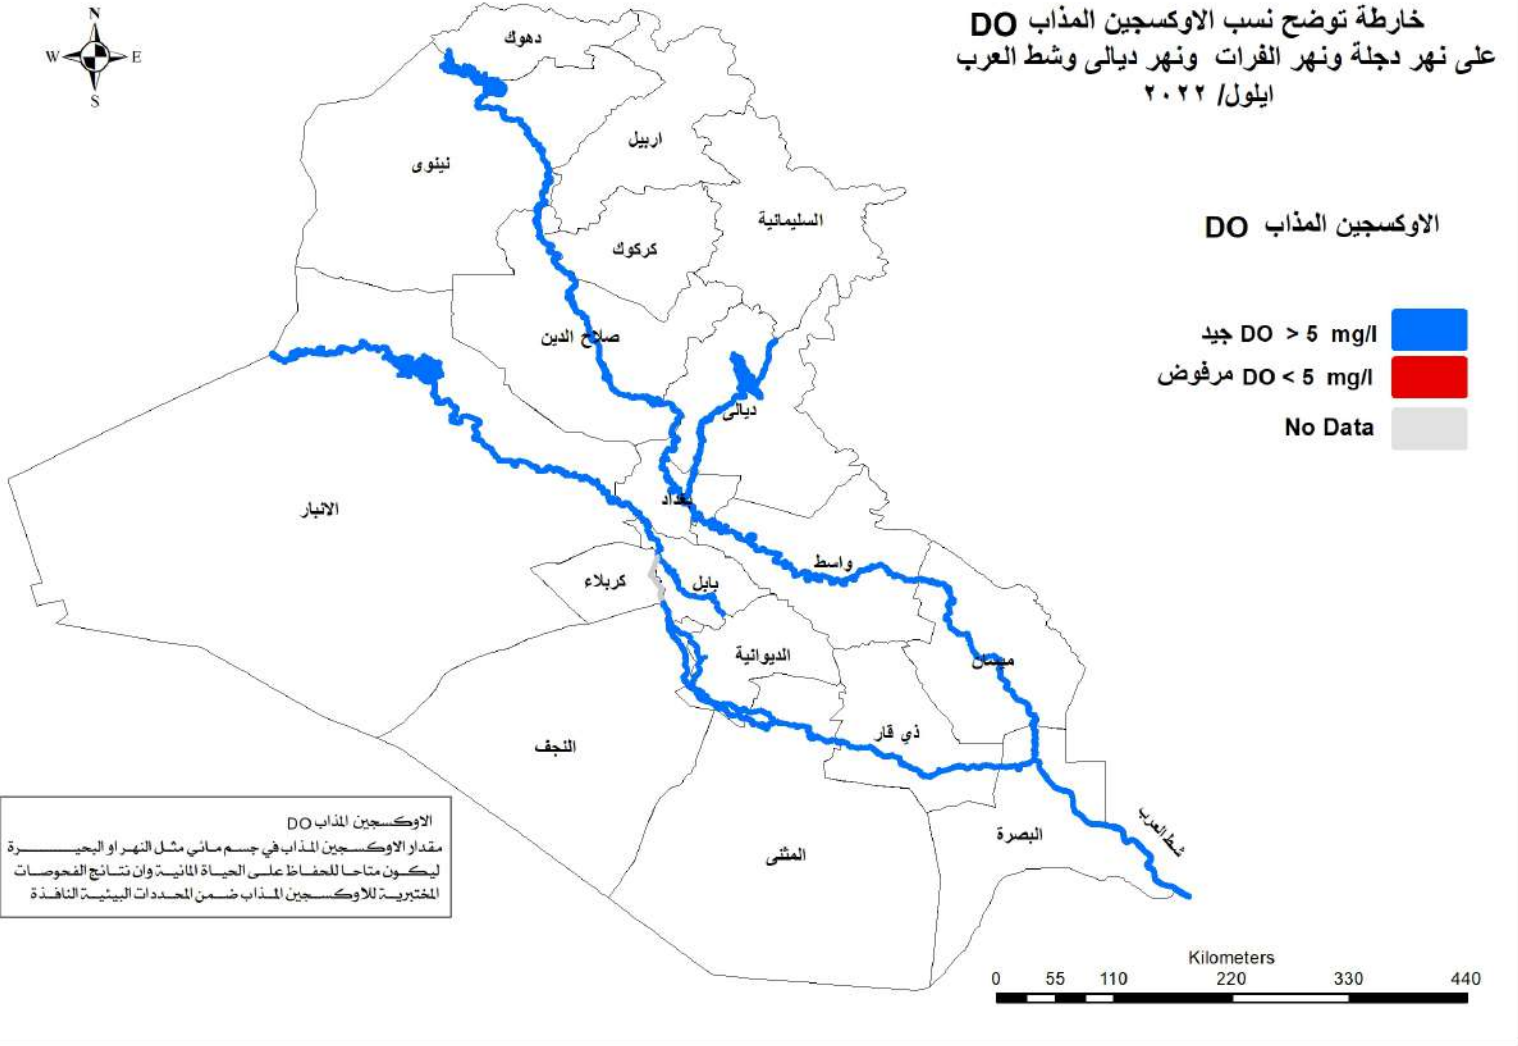 خارطة توضح نسب الاوكسجين المذاب DO
على نهر دجلة ونهر الفرات ونهر ديالى وشط العرب
ايلول/ ٢٠٢٢
N
W E
S
دهوك
اربيل
نينوى
السليمانية
كركوك
صلاح الدين
ديالى
بغداد
الانبار
واسط
كربلاء
بابل
الديوانية
ميسان
ذي قار
النجف
المثنى
البصرة
شط العرب
الاوكسجين المذاب DO
جيد DO > 5 mg/l
مرفوض DO < 5 mg/l
No Data
الاوكسجين المذاب DO
مقدار الاوكسجين المذاب في جسم مائي مثل النهر او البحيرة
ليكون متاحا للحفاظ على الحياة المائية وان نتائج الفحوصات
المختبرية للاوكسجين المذاب ضمن المحددات البيئية النافذة
Kilometers
0 55 110 220 330 440